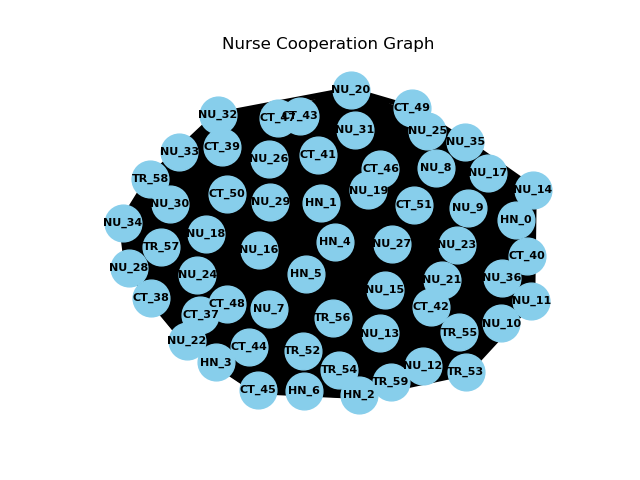 Nurse Cooperation Graph
NU_20
CT_49
NU_32
CT_47
CT_43
NU_31
NU_25
NU_35
CT_39
NU_33
NU_26
CT_41
CT_46
NU_8
NU_17
TR_58
NU_14
NU_19
CT_50
NU_30
NU_29
HN_1
CT_51
NU_9
HN_0
NU_34
NU_18
TR_57
NU_16
HN_4
NU_27
NU_23
CT_40
NU_28
NU_24
HN_5
NU_21
NU_36
NU_15
CT_38
CT_48
NU_11
CT_42
NU_7
CT_37
TR_56
NU_10
NU_13
TR_55
NU_22
CT_44
TR_52
HN_3
NU_12
TR_54
TR_53
TR_59
CT_45
HN_6
HN_2